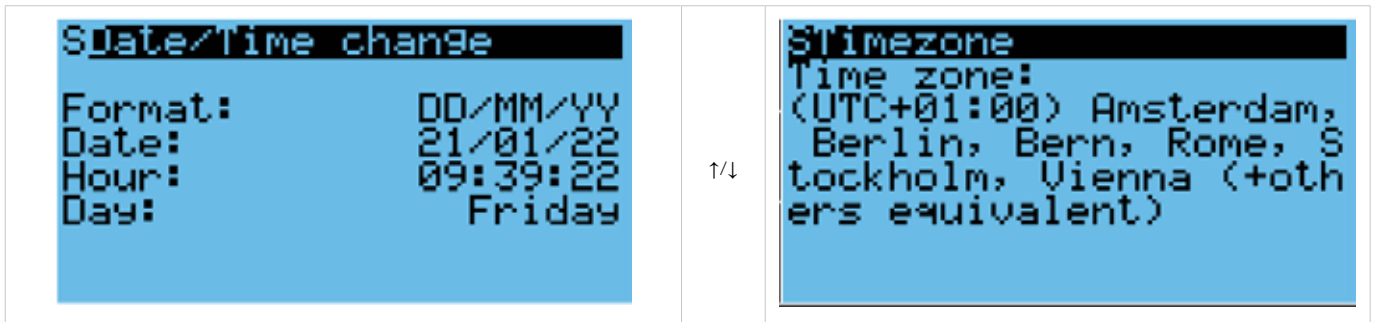 SDate/Time change
Format: DD/MM/YY
Date: 21/01/22
Hour: 09:39:22
Day: Friday
↑/↓
STimezone
Time zone:
(UTC+01:00) Amsterdam,
Berlin, Bern, Rome, S
tockholm, Vienna (+oth
ers equivalent)